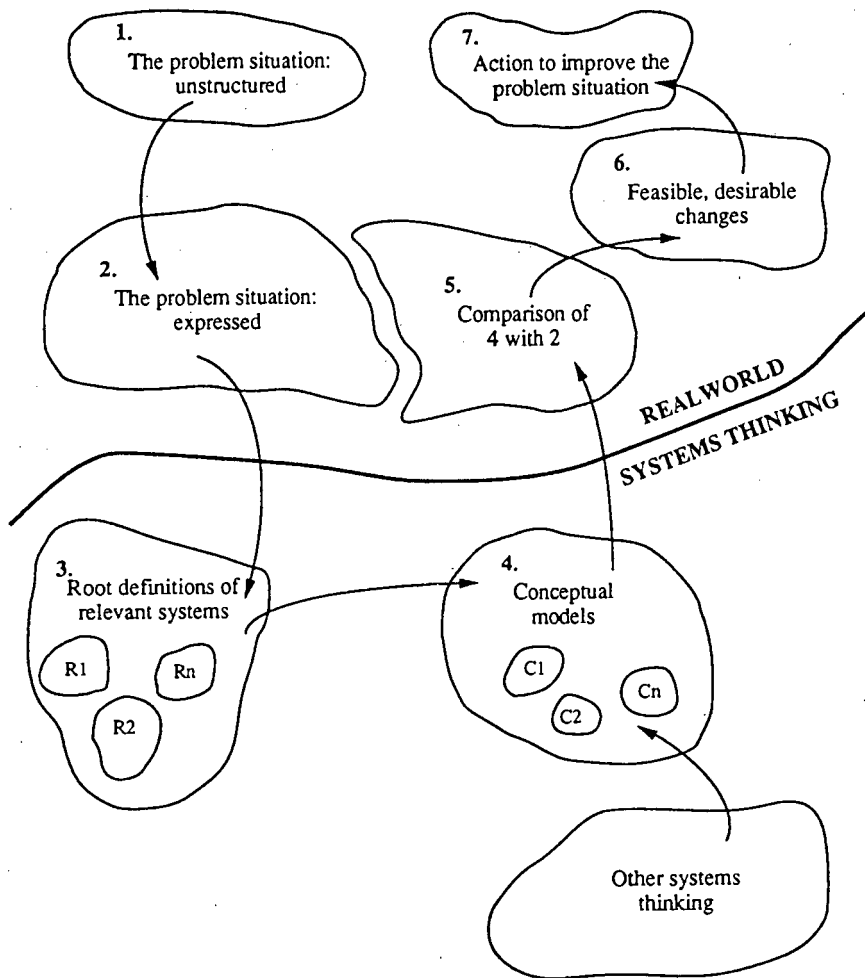 1.
The problem situation:
unstructured
7.
Action to improve the
problem situation
6.
Feasible, desirable
changes
2.
The problem situation:
expressed
5.
Comparison of
4 with 2
REALWORLD
SYSTEMS THINKING
3.
Root definitions of
relevant systems
R1
Rn
R2
4.
Conceptual
models
C1
C2
Cn
Other systems
thinking